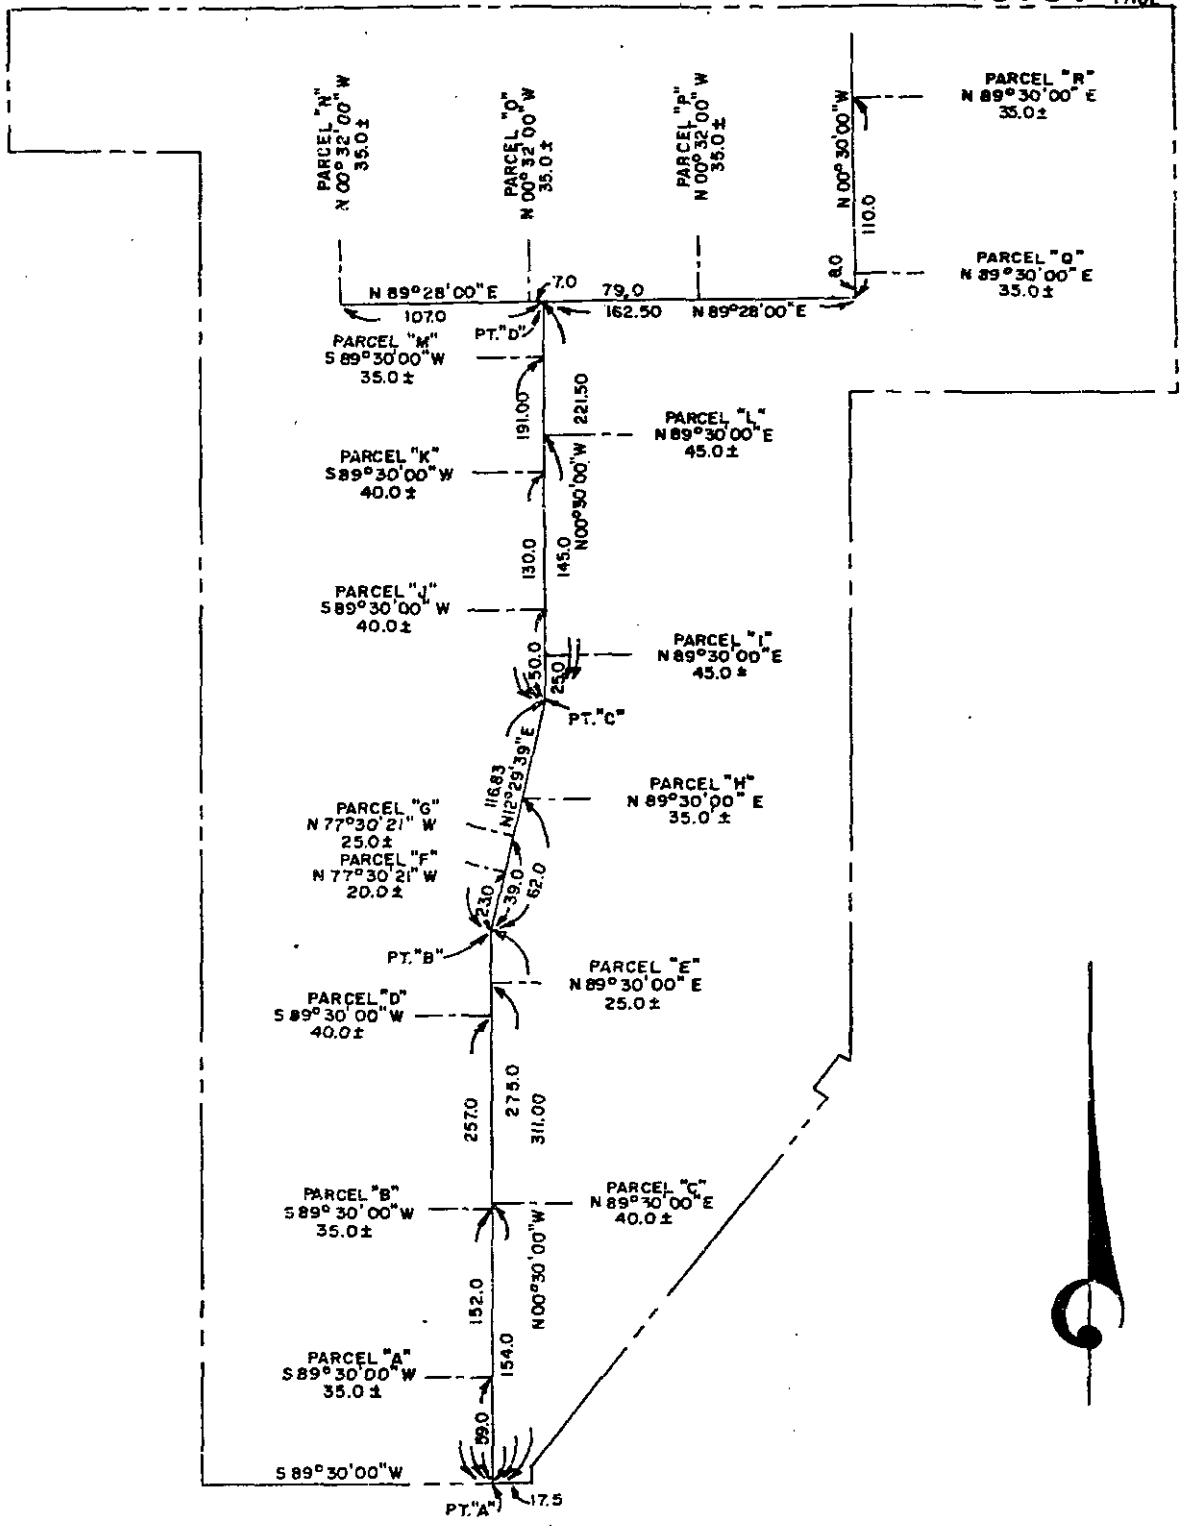 PAGE
PARCEL "N"
N 00° 32' 00" W
35.0 ±
PARCEL "O"
N 00° 32' 00" W
35.0 ±
PARCEL "P"
N 00° 32' 00" W
35.0 ±
N 00° 30' 00" W
110.0
8.0
PARCEL "R"
N 89° 30' 00" E
35.0 ±
PARCEL "Q"
N 89° 30' 00" E
35.0 ±
N 89° 28' 00" E
107.0
7.0
79.0
162.50
N 89° 28' 00" E
PT. "D"
PARCEL "M"
S 89° 30' 00" W
35.0 ±
191.00
221.50
PARCEL "L"
N 89° 30' 00" E
45.0 ±
PARCEL "K"
S 89° 30' 00" W
40.0 ±
N 00° 30' 00" W
130.0
145.0
PARCEL "J"
S 89° 30' 00" W
40.0 ±
PARCEL "I"
N 89° 30' 00" E
45.0 ±
50.0
25.0
PT. "C"
116.83
N 12° 29' 39" E
PARCEL "H"
N 89° 30' 00" E
35.0' ±
PARCEL "G"
N 77° 30' 21" W
25.0 ±
PARCEL "F"
N 77° 30' 21" W
20.0 ±
23.0
39.0
62.0
PT. "B"
PARCEL "E"
N 89° 30' 00" E
25.0 ±
PARCEL "D"
S 89° 30' 00" W
40.0 ±
257.0
275.0
311.00
PARCEL "B"
S 89° 30' 00" W
35.0 ±
PARCEL "C"
N 89° 30' 00" E
40.0 ±
N 00° 30' 00" W
152.0
154.0
PARCEL "A"
S 89° 30' 00" W
35.0 ±
59.0
S 89° 30' 00" W
17.5
PT. "A"